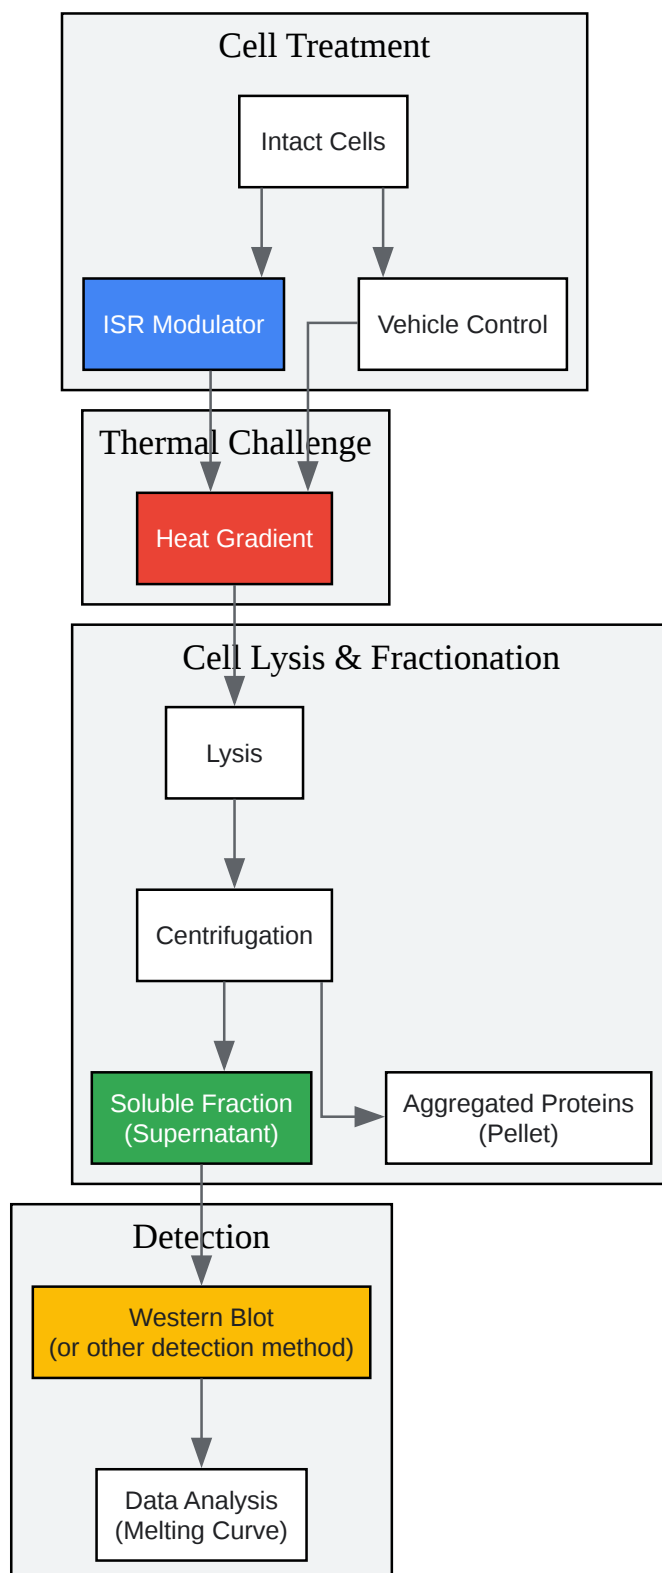 Cell Treatment
Intact Cells
ISR Modulator
Vehicle Control
Thermal Challenge
Heat Gradient
Cell Lysis & Fractionation
Lysis
Centrifugation
Soluble Fraction
(Supernatant)
Aggregated Proteins
(Pellet)
Detection
Western Blot
(or other detection method)
Data Analysis
(Melting Curve)